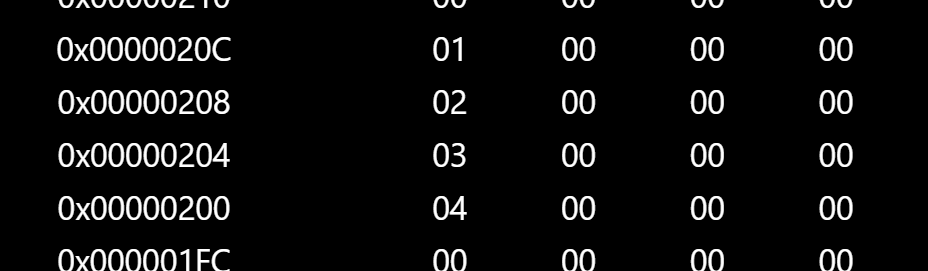 0x00000210 00 00 00 00
0x0000020C 01 00 00 00
0x00000208 02 00 00 00
0x00000204 03 00 00 00
0x00000200 04 00 00 00
0x000001FC 00 00 00 00